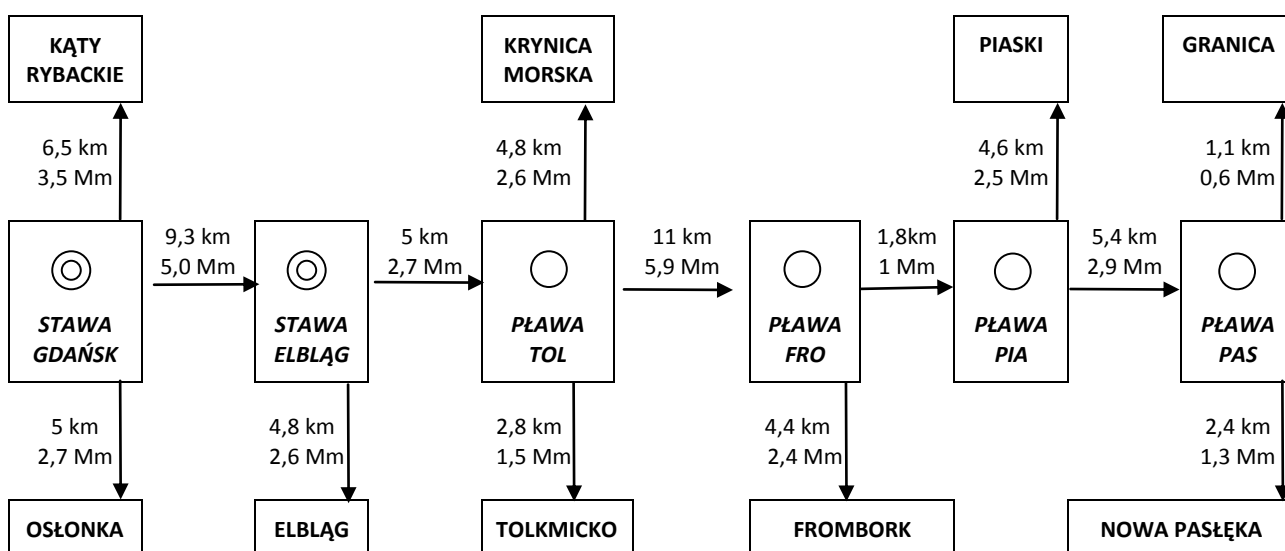 KĄTY
RYBACKIE
KRYNICA
MORSKA
PIASKI
GRANICA
6,5 km
3,5 Mm
4,8 km
2,6 Mm
4,6 km
2,5 Mm
1,1 km
0,6 Mm
9,3 km
5,0 Mm
5 km
2,7 Mm
11 km
5,9 Mm
1,8km
1 Mm
5,4 km
2,9 Mm
STAWA
GDAŃSK
STAWA
ELBLĄG
PŁAWA
TOL
PŁAWA
FRO
PŁAWA
PIA
PŁAWA
PAS
5 km
2,7 Mm
4,8 km
2,6 Mm
2,8 km
1,5 Mm
4,4 km
2,4 Mm
2,4 km
1,3 Mm
OSŁONKA
ELBLĄG
TOLKMICKO
FROMBORK
NOWA PASŁĘKA